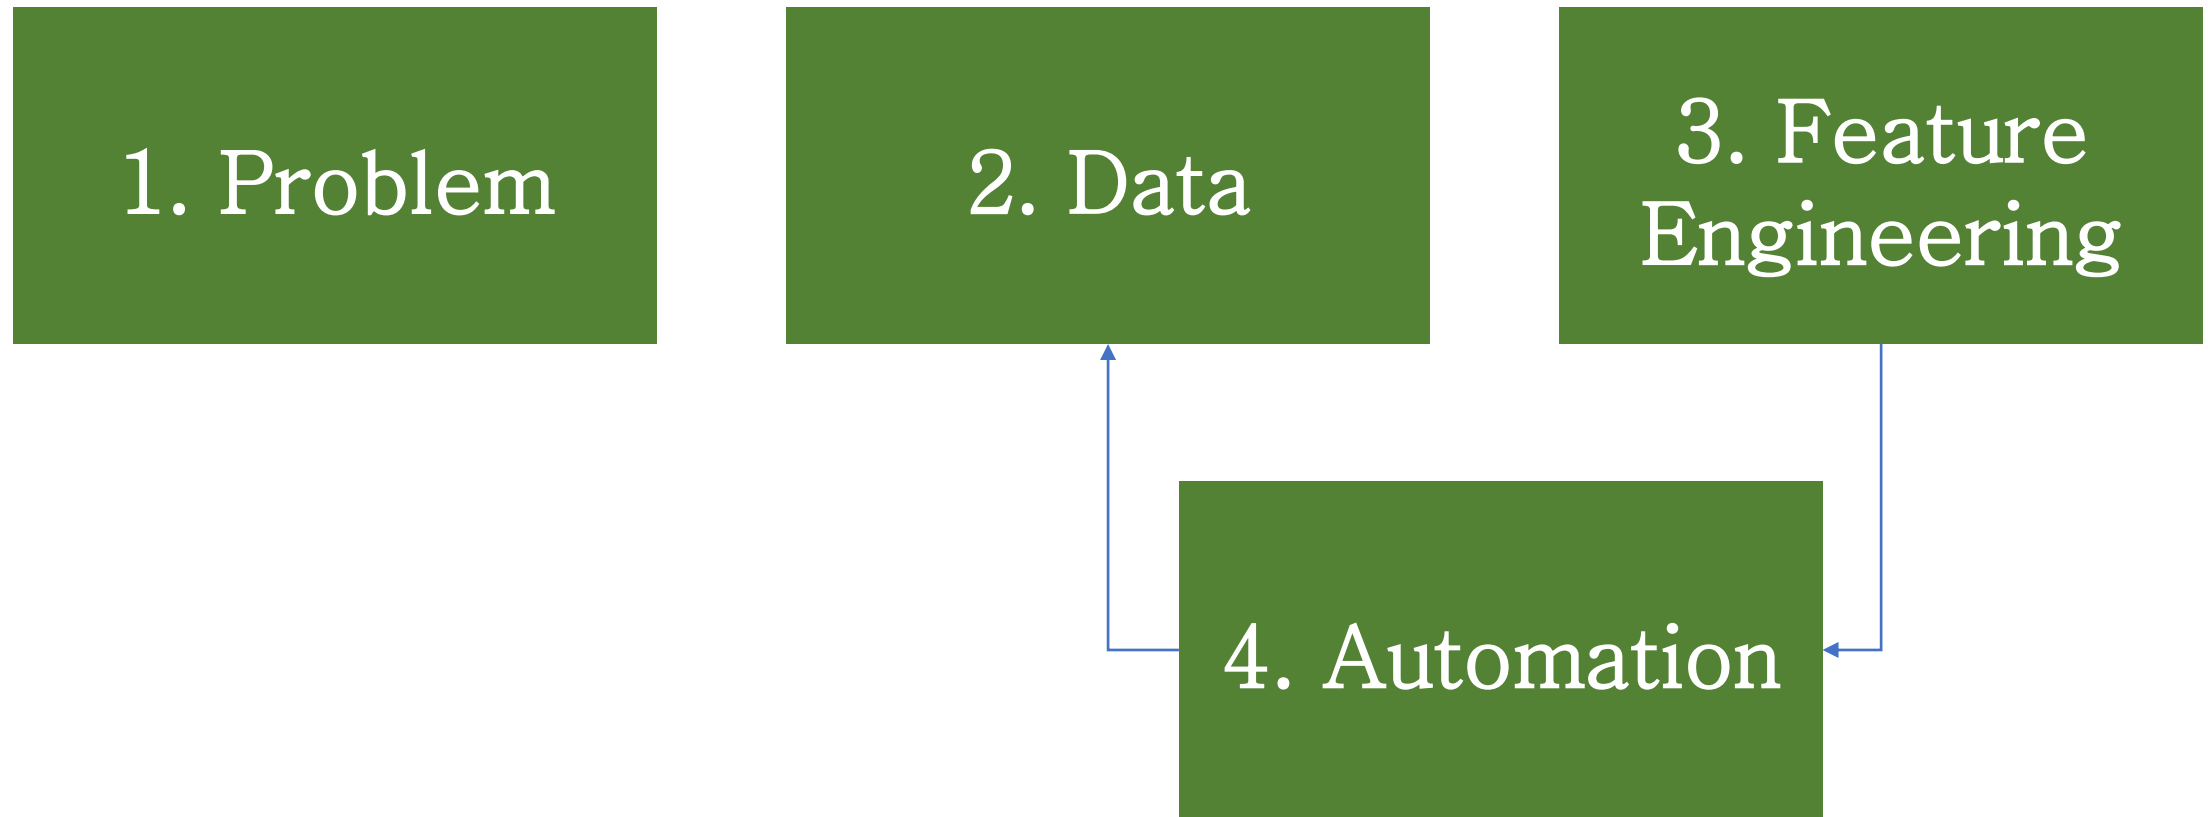 1. Problem
2. Data
3. Feature
Engineering
4. Automation